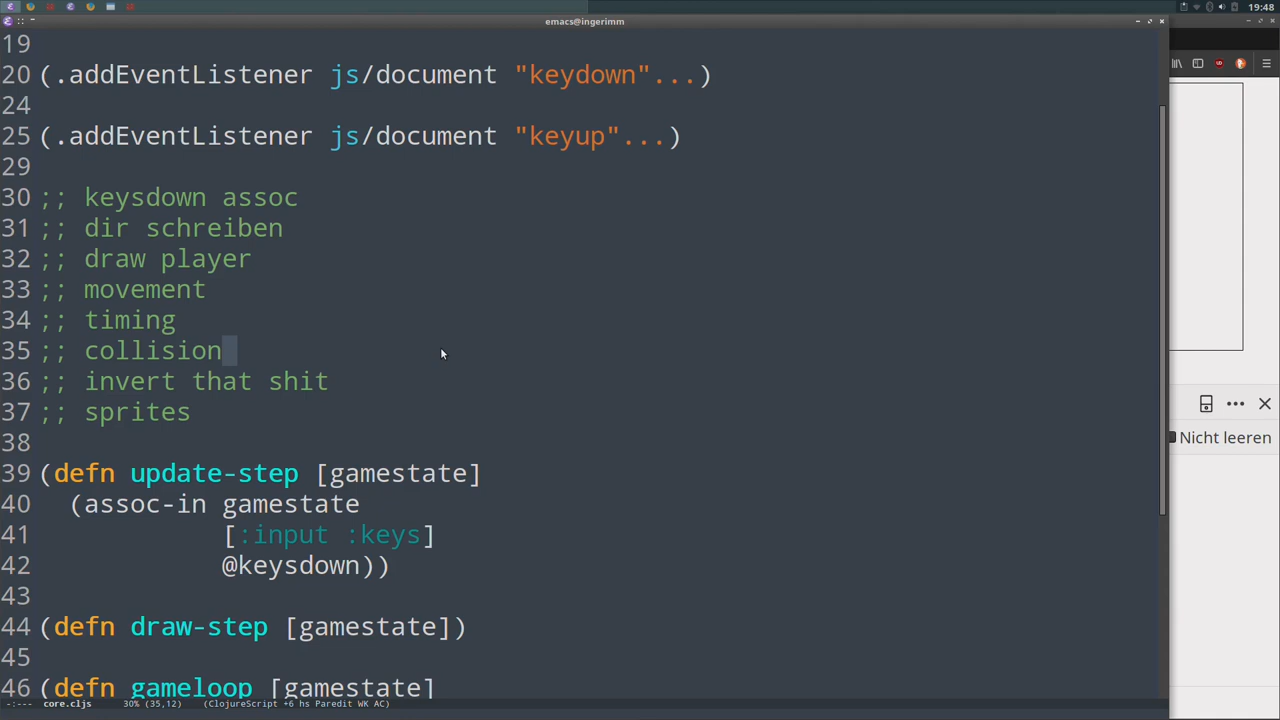 19:48
emacs@ingerimm
19
20 (.addEventListener js/document "keydown"...)
24
25 (.addEventListener js/document "keyup"...)
29
30 ;; keysdown assoc
31 ;; dir schreiben
32 ;; draw player
33 ;; movement
34 ;; timing
35 ;; collision
36 ;; invert that shit
37 ;; sprites
38
39 (defn update-step [gamestate]
40   (assoc-in gamestate
41             [:input :keys]
42             @keysdown))
43
44 (defn draw-step [gamestate])
45
46 (defn gameloop [gamestate]
Nicht leeren
-:--- core.cljs 30% (35,12) (ClojureScript +6 hs Paredit WK AC)